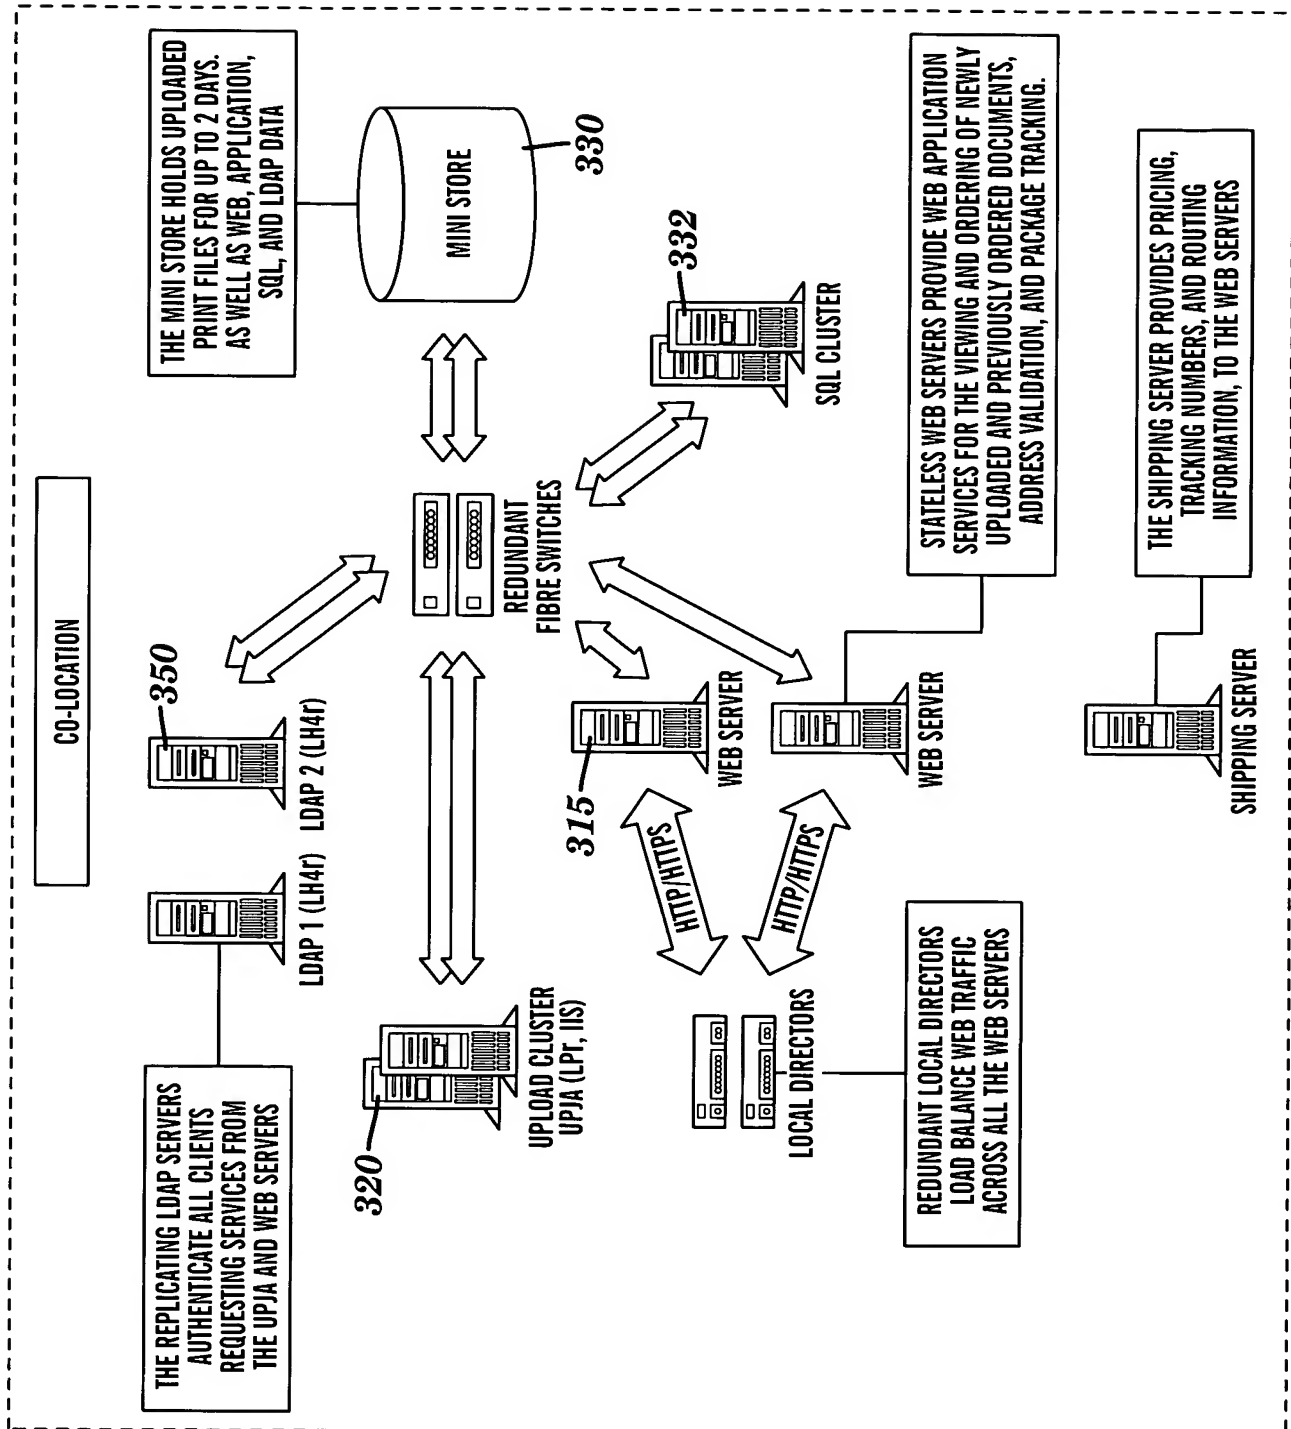 CO-LOCATION
THE REPLICATING LDAP SERVERS
AUTHENTICATE ALL CLIENTS
REQUESTING SERVICES FROM
THE UPJA AND WEB SERVERS
LDAP 1 (LH4r)
LDAP 2 (LH4r)
350
THE MINI STORE HOLDS UPLOADED
PRINT FILES FOR UP TO 2 DAYS.
AS WELL AS WEB, APPLICATION,
SQL, AND LDAP DATA
320
UPLOAD CLUSTER
UPJA (LPr, IIS)
REDUNDANT
FIBRE SWITCHES
MINI STORE
330
332
SQL CLUSTER
315
WEB SERVER
HTTP/HTTPS
HTTP/HTTPS
LOCAL DIRECTORS
WEB SERVER
REDUNDANT LOCAL DIRECTORS
LOAD BALANCE WEB TRAFFIC
ACROSS ALL THE WEB SERVERS
STATELESS WEB SERVERS PROVIDE WEB APPLICATION
SERVICES FOR THE VIEWING AND ORDERING OF NEWLY
UPLOADED AND PREVIOUSLY ORDERED DOCUMENTS,
ADDRESS VALIDATION, AND PACKAGE TRACKING.
SHIPPING SERVER
THE SHIPPING SERVER PROVIDES PRICING,
TRACKING NUMBERS, AND ROUTING
INFORMATION, TO THE WEB SERVERS